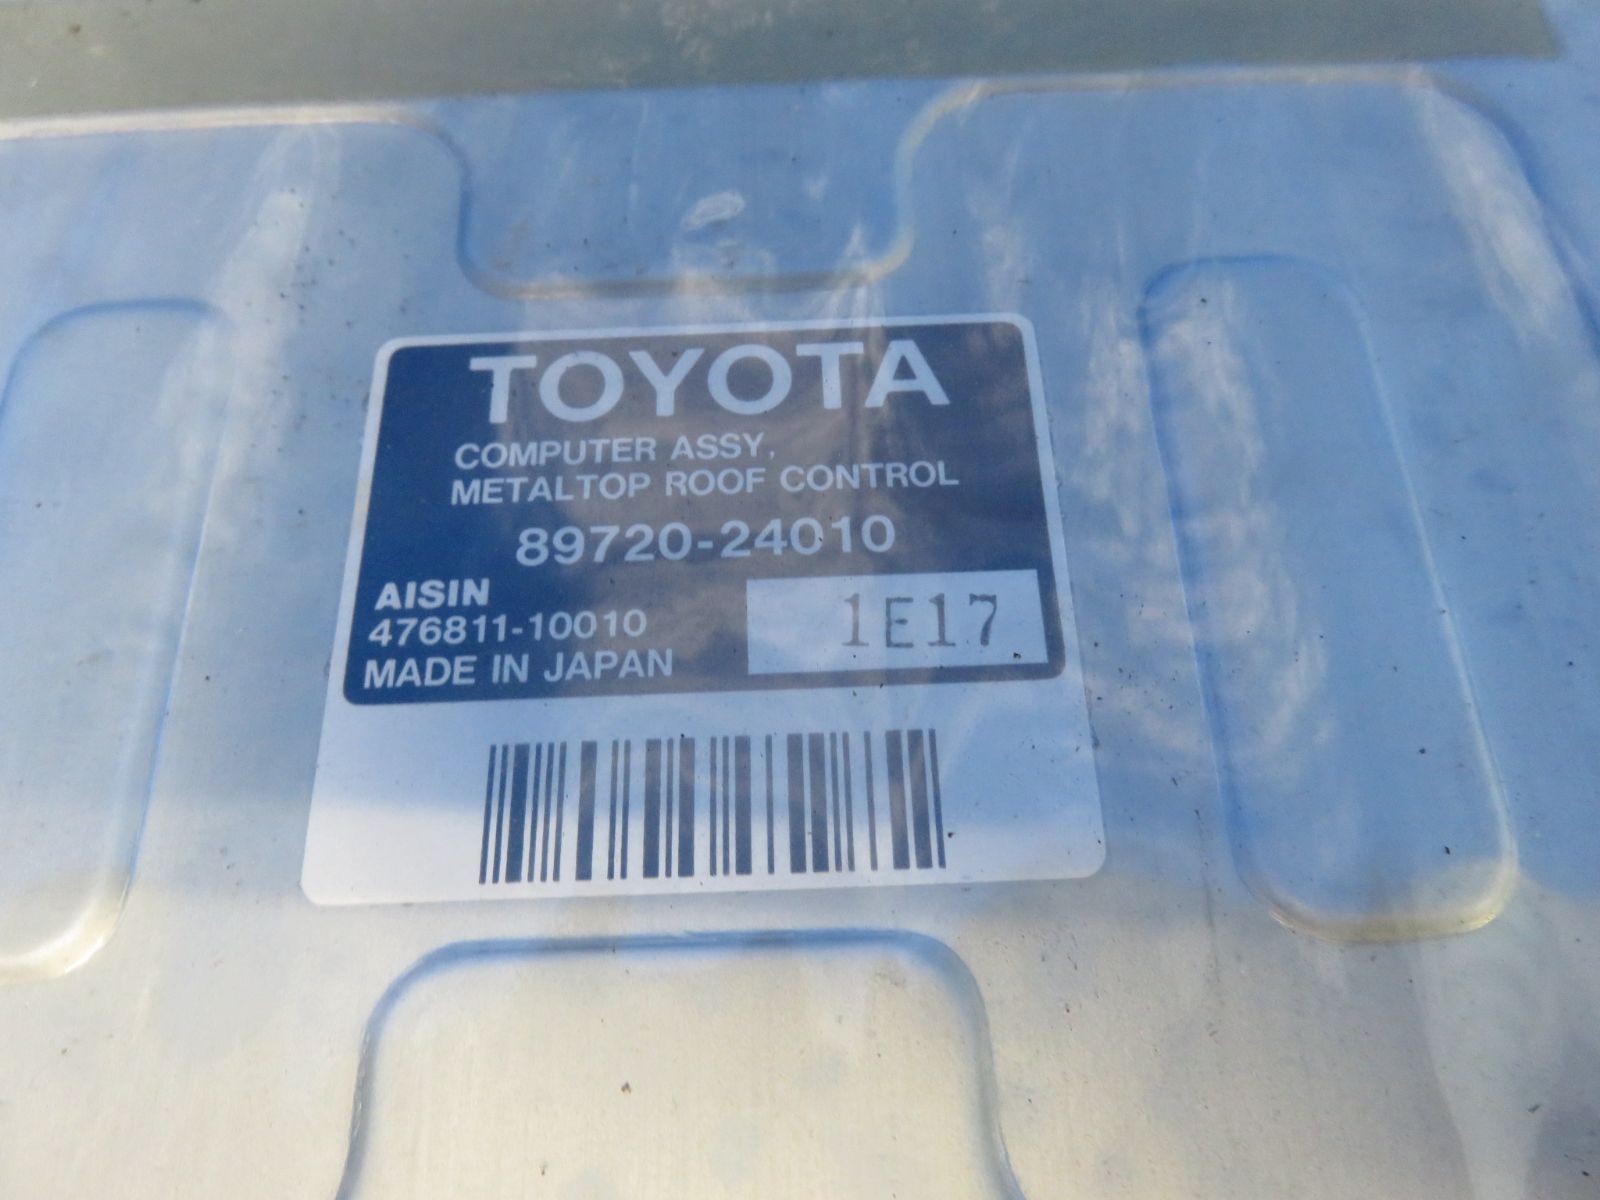 TOYOTA
COMPUTER ASSY,
METALTOP ROOF CONTROL
89720-24010
AISIN
476811-10010
1E17
MADE IN JAPAN